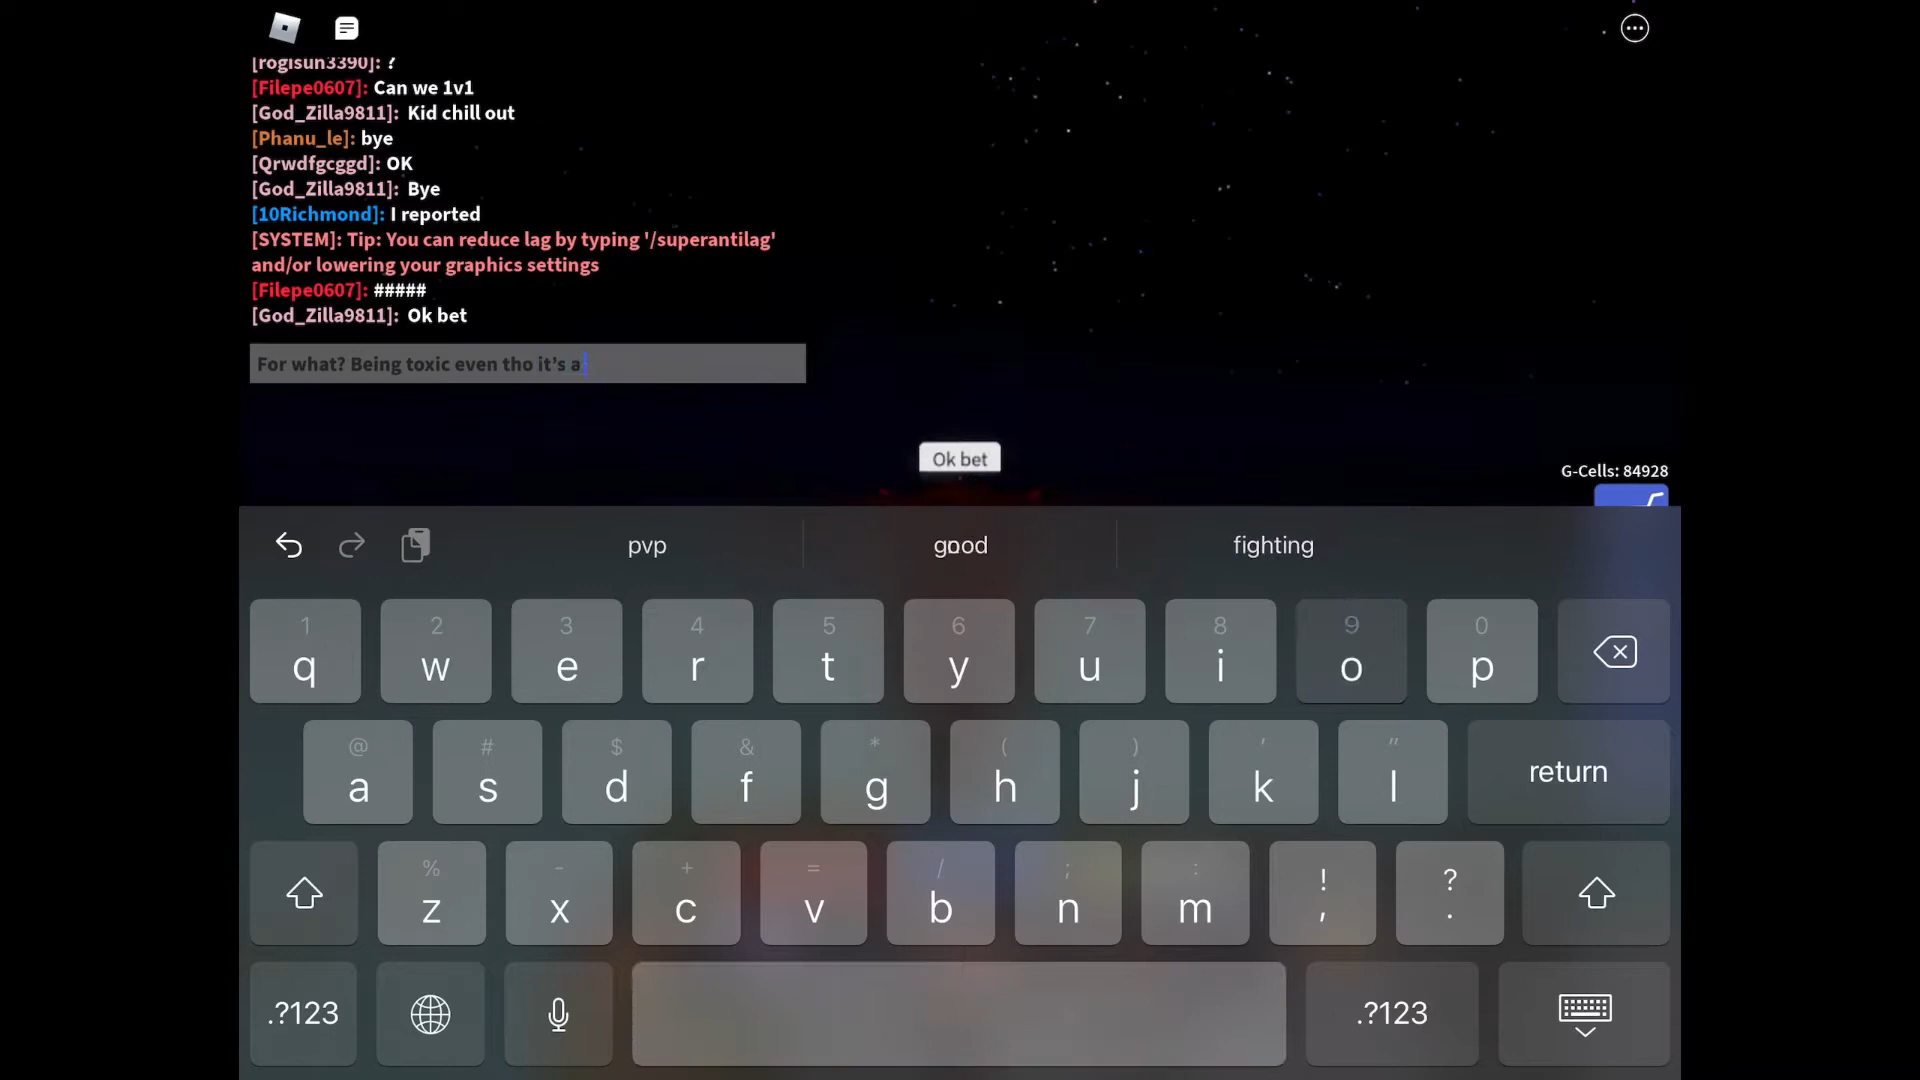 [rogisun3390]: ?
[Filepe0607]: Can we 1v1
[God_Zilla9811]: Kid chill out
[Phanu_le]: bye
[Qrwdfgcggd]: OK
[God_Zilla9811]: Bye
[10Richmond]: I reported
[SYSTEM]: Tip: You can reduce lag by typing '/superantilag'
and/or lowering your graphics settings
[Filepe0607]: #####
[God_Zilla9811]: Ok bet
For what? Being toxic even tho it's a
Ok bet
G-Cells: 84928
pvp fighting
1 2 3 4 5 6 7 8 9 0
q w e r t y u i o p
@ # $ & * ( ) ' "
a s d f g h j k l return
% - + = / ; : ! ?
z x c v b n m , .
.?123 .?123